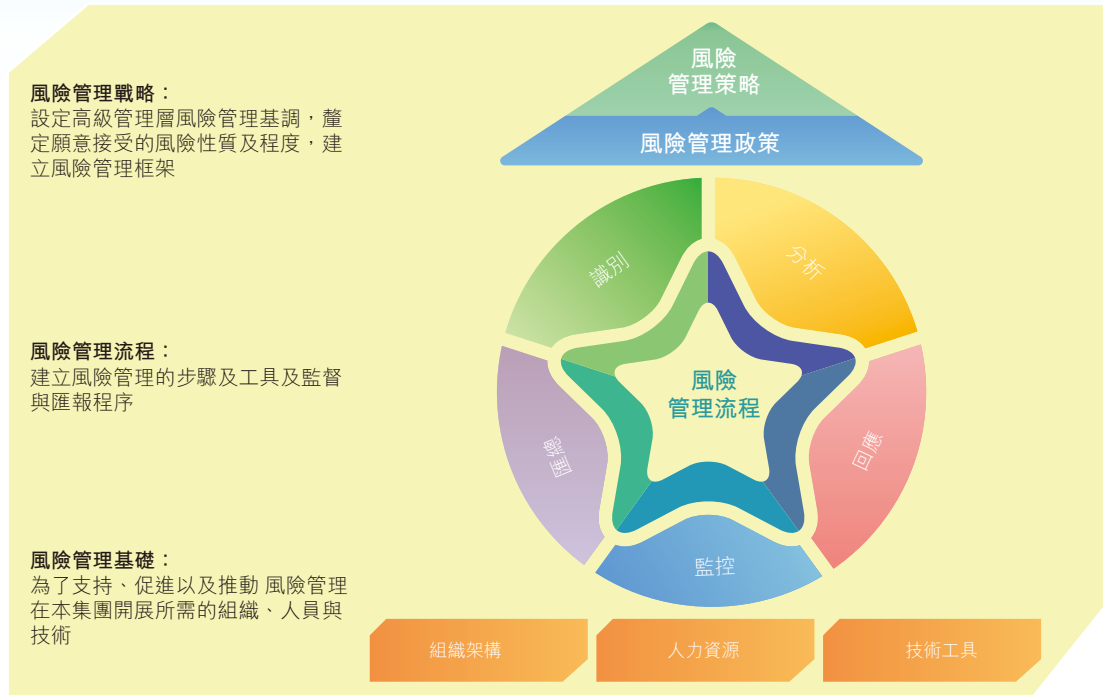 風險
管理策略
風險管理政策
風險管理戰略：
設定高級管理層風險管理基調，釐
定願意接受的風險性質及程度，建
立風險管理框架
識別
分析
風險管理流程：
建立風險管理的步驟及工具及監督
與匯報程序
風險
管理流程
匯總
回應
監控
風險管理基礎：
為了支持、促進以及推動 風險管理
在本集團開展所需的組織、人員與
技術
組織架構
人力資源
技術工具